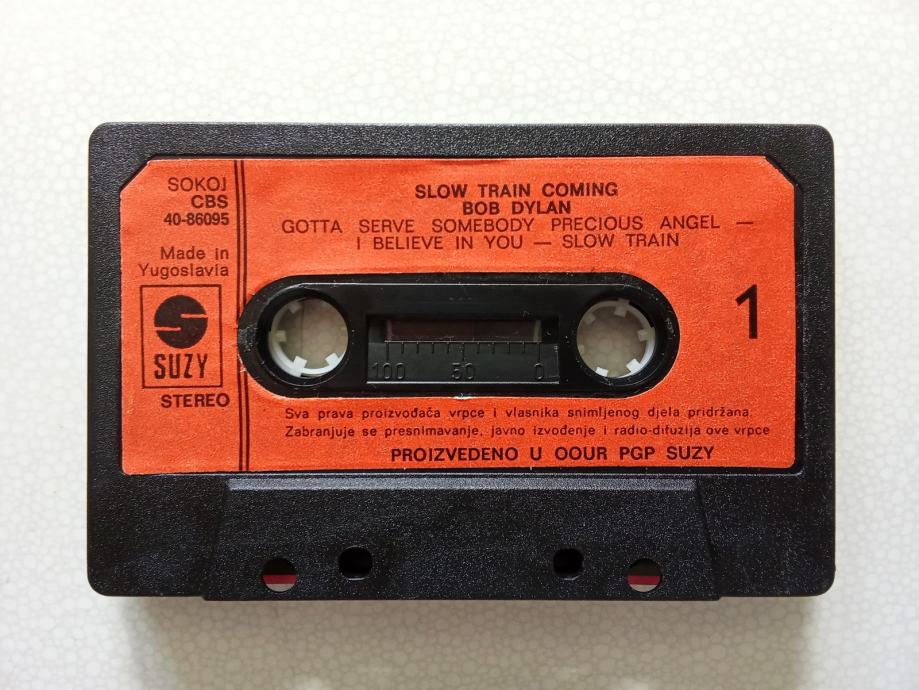 SOKOJ
CBS
40-86095
Made in
Yugoslavia
SUZY
STEREO
SLOW TRAIN COMING
BOB DYLAN
GOTTA SERVE SOMEBODY PRECIOUS ANGEL —
I BELIEVE IN YOU — SLOW TRAIN
1
100 50 0
Sva prava proizvođača vrpce i vlasnika snimljenog djela pridržana.
Zabranjuje se presnimavanje, javno izvođenje i radio-difuzija ove vrpce
PROIZVEDENO U OOUR PGP SUZY